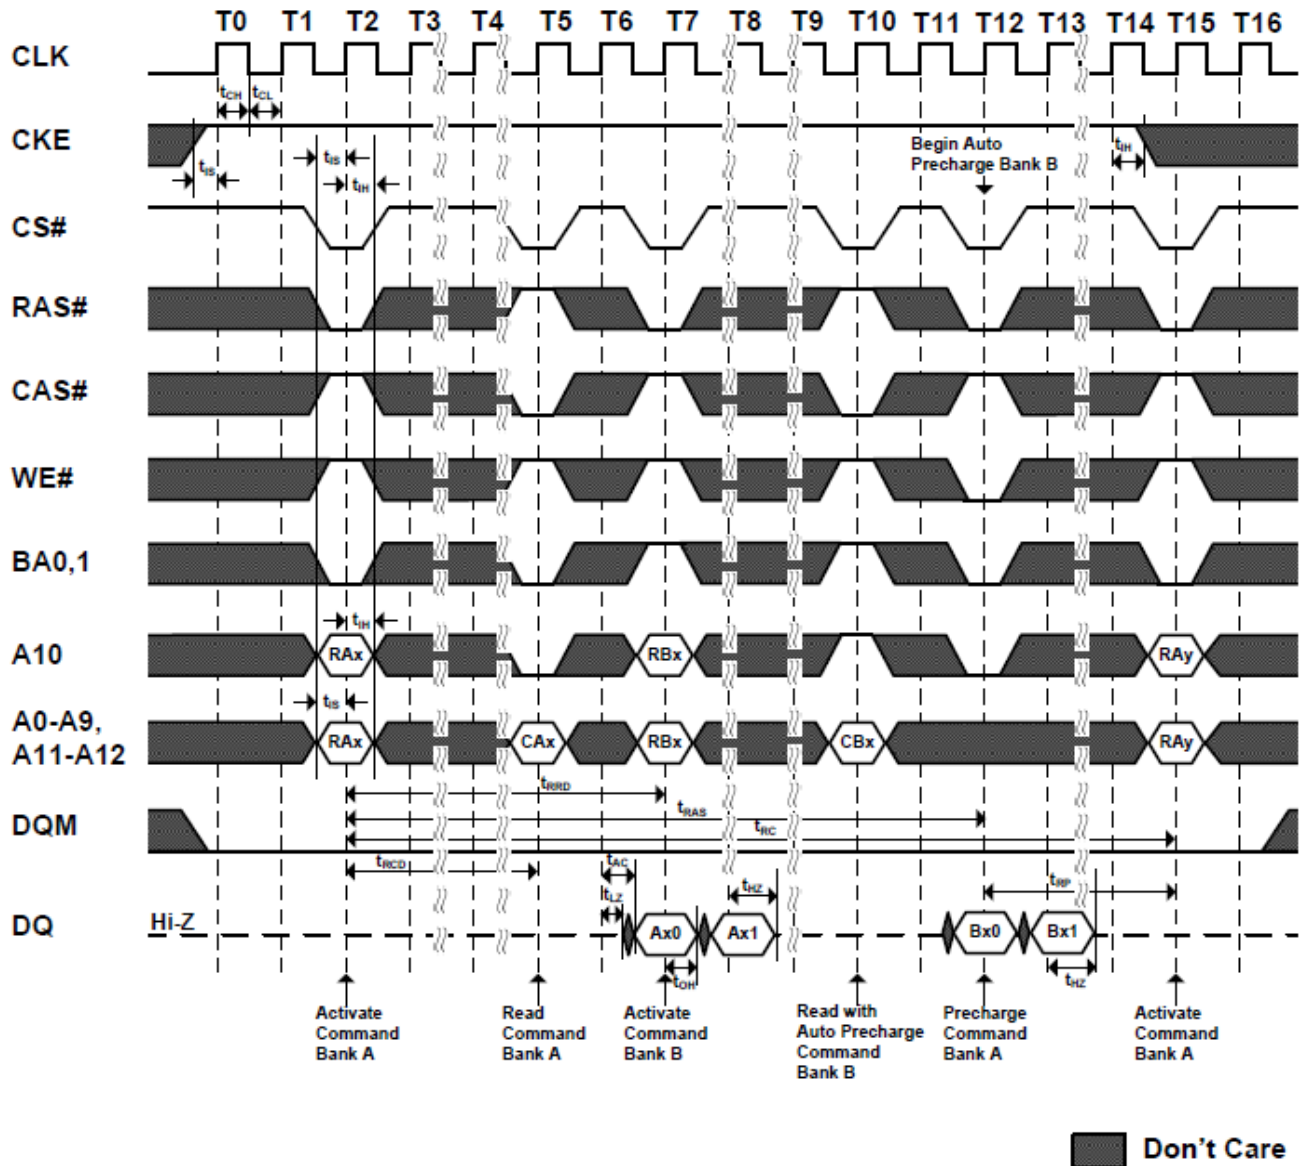 T0 T1 T2 T3 T4 T5 T6 T7 T8 T9 T10 T11 T12 T13 T14 T15 T16
CLK
tCH tCL
CKE
tIS
tIS
tIH
Begin Auto
Precharge Bank B
tIH
CS#
RAS#
CAS#
WE#
BA0,1
tIH
A10
RAx RBx RAy
tIS
A0-A9,
A11-A12
RAx CAx RBx CBx RAy
tRRD
tRAS
tRC
DQM
tRCD
tAC
tLZ
tHZ
tRP
DQ
Hi-Z
Ax0 Ax1 Bx0 Bx1
tOH
tHZ
Activate
Command
Bank A
Read
Command
Bank A
Activate
Command
Bank B
Read with
Auto Precharge
Command
Bank B
Precharge
Command
Bank A
Activate
Command
Bank A
Don't Care